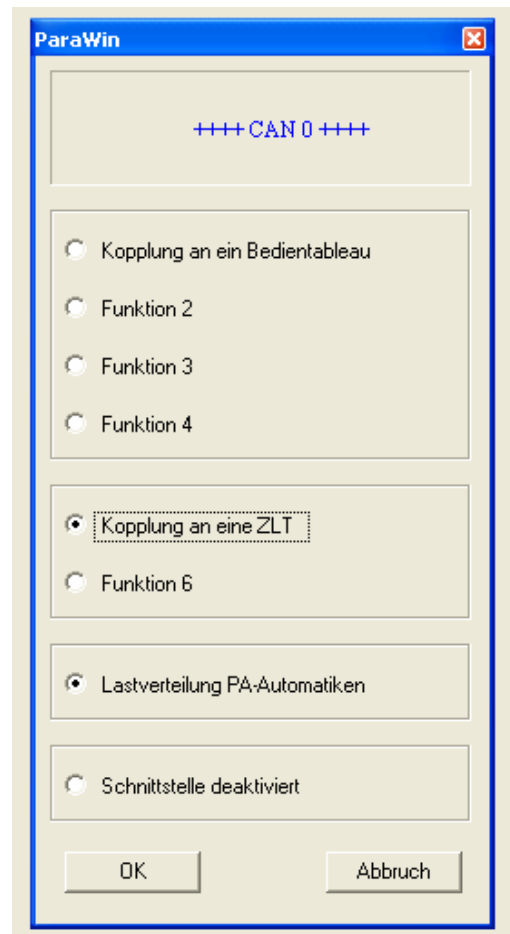 ParaWin
++++ CAN 0 ++++
Kopplung an ein Bedientableau
Funktion 2
Funktion 3
Funktion 4
Kopplung an eine ZLT
Funktion 6
Lastverteilung PA-Automatiken
Schnittstelle deaktiviert
OK
Abbruch